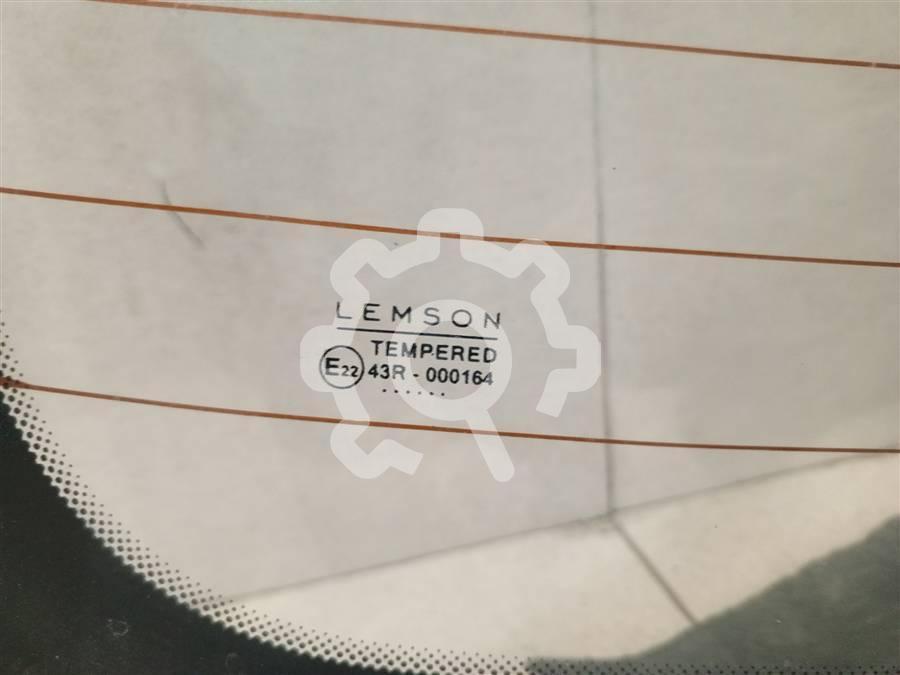 LEMSON
TEMPERED
E22 43R - 000164
......